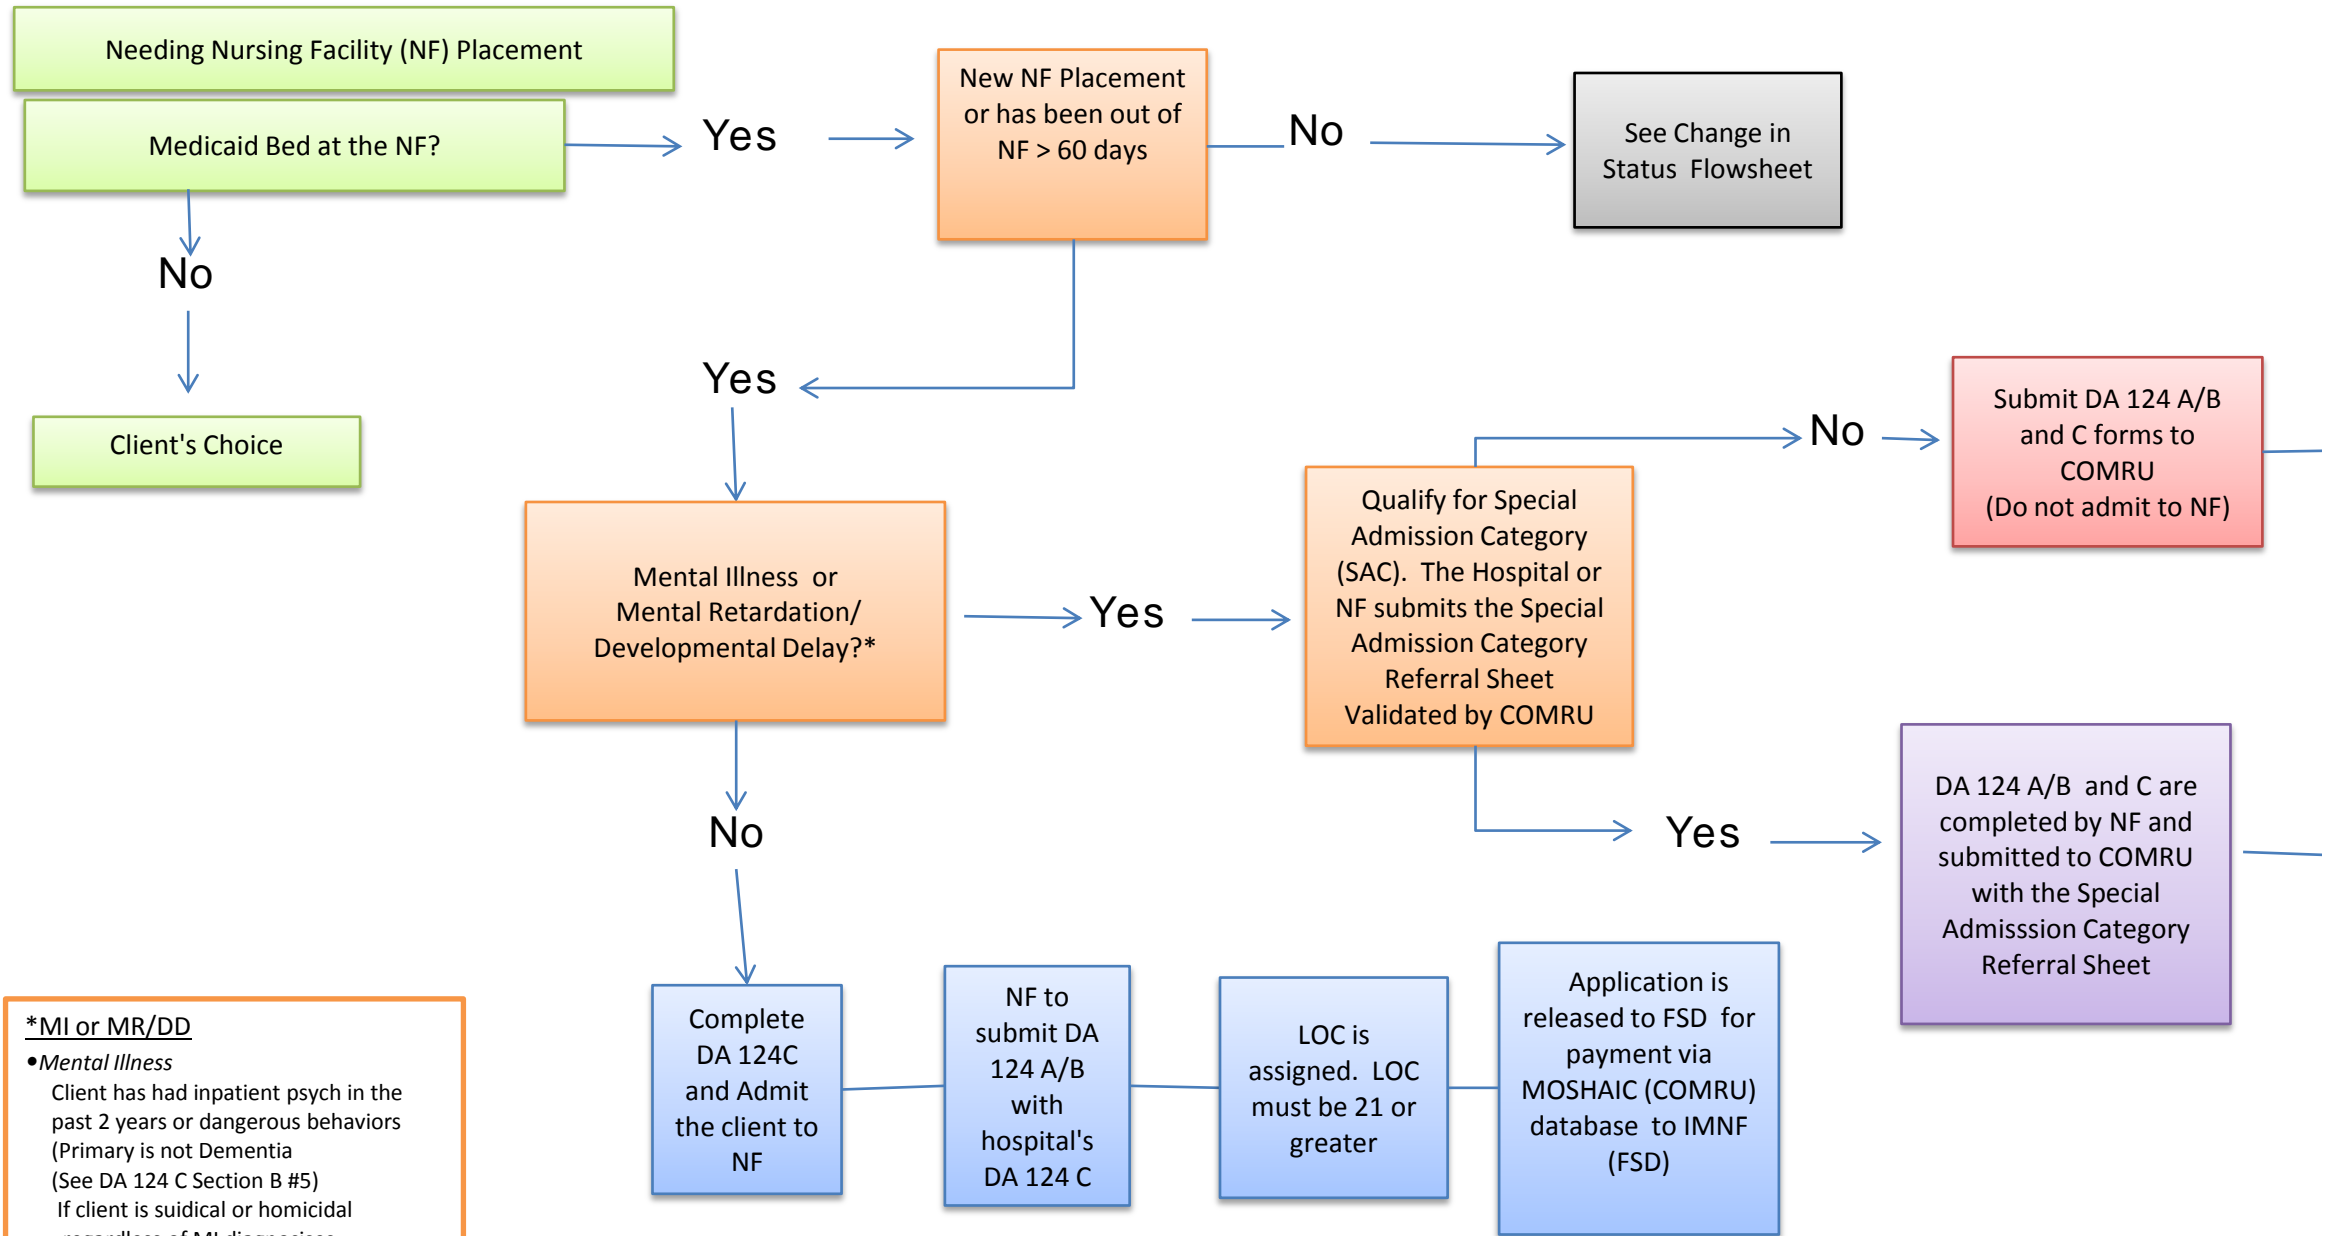 Needing Nursing Facility (NF) Placement
Medicaid Bed at the NF?
Yes
New NF Placement
or has been out of
NF > 60 days
No
See Change in
Status Flowsheet
No
Client's Choice
Yes
Mental Illness or
Mental Retardation/
Developmental Delay?*
Yes
Qualify for Special
Admission Category
(SAC). The Hospital or
NF submits the Special
Admission Category
Referral Sheet
Validated by COMRU
No
Submit DA 124 A/B
and C forms to
COMRU
(Do not admit to NF)
Yes
DA 124 A/B and C are
completed by NF and
submitted to COMRU
with the Special
Admisssion Category
Referral Sheet
No
Complete
DA 124C
and Admit
the client to
NF
NF to
submit DA
124 A/B
with
hospital's
DA 124 C
LOC is
assigned. LOC
must be 21 or
greater
Application is
released to FSD for
payment via
MOSHAIC (COMRU)
database to IMNF
(FSD)
*MI or MR/DD
•Mental Illness
Client has had inpatient psych in the
past 2 years or dangerous behaviors
(Primary is not Dementia
(See DA 124 C Section B #5)
If client is suidical or homicidal
regardless of MI diagnosises